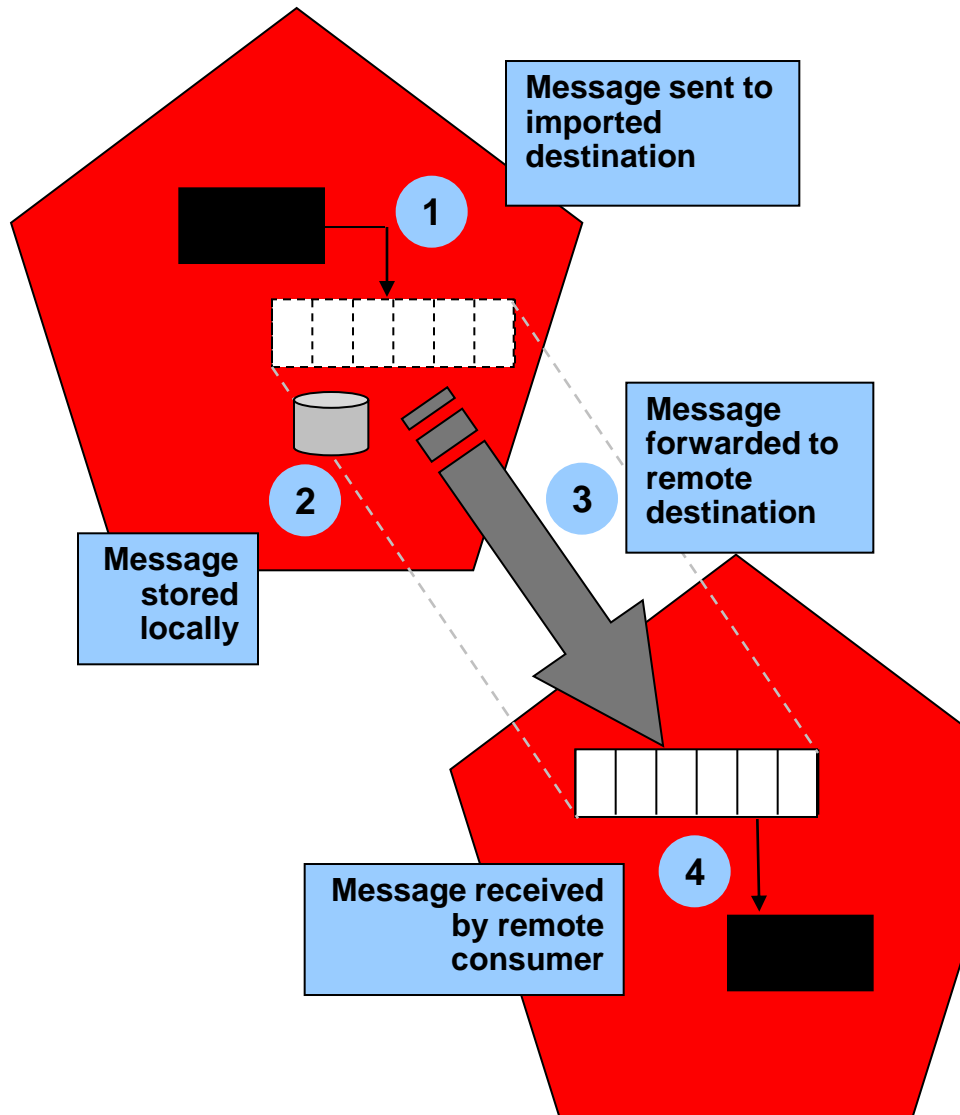 Message sent to
imported
destination
1
2
Message
stored
locally
3
Message
forwarded to
remote
destination
4
Message received
by remote
consumer